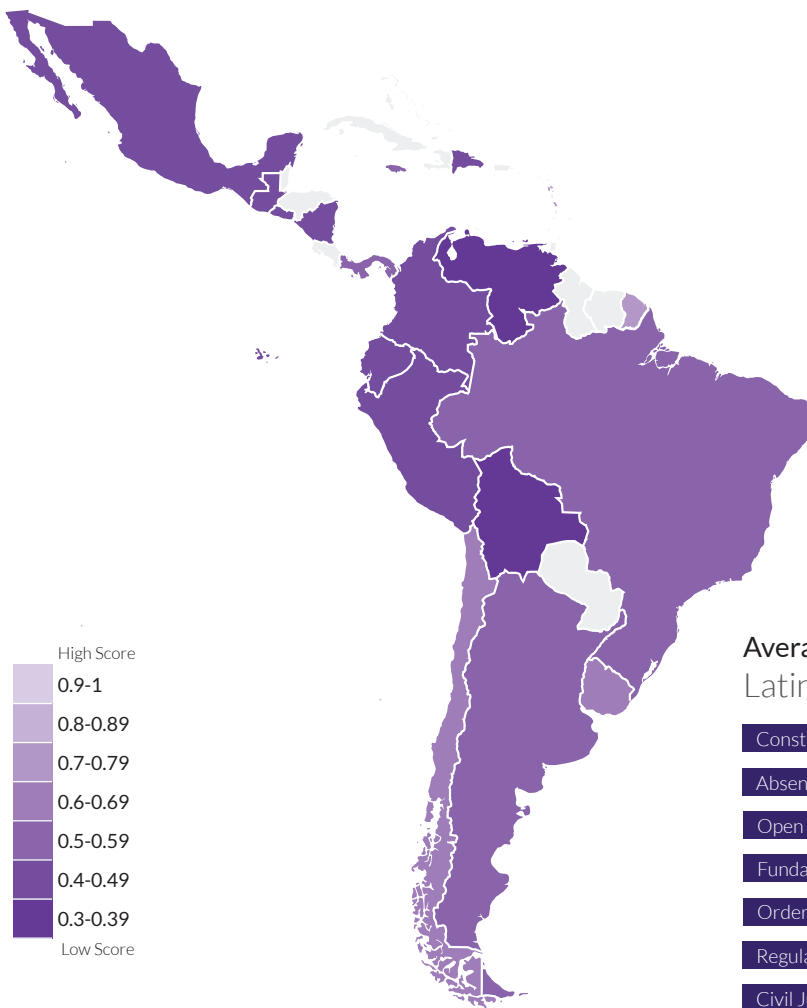 High Score
0.9-1
0.8-0.89
0.7-0.79
0.6-0.69
0.5-0.59
0.4-0.49
0.3-0.39
Low Score
Avera
Latin
Const
Absen
Open
Funda
Order
Regula
Civil J